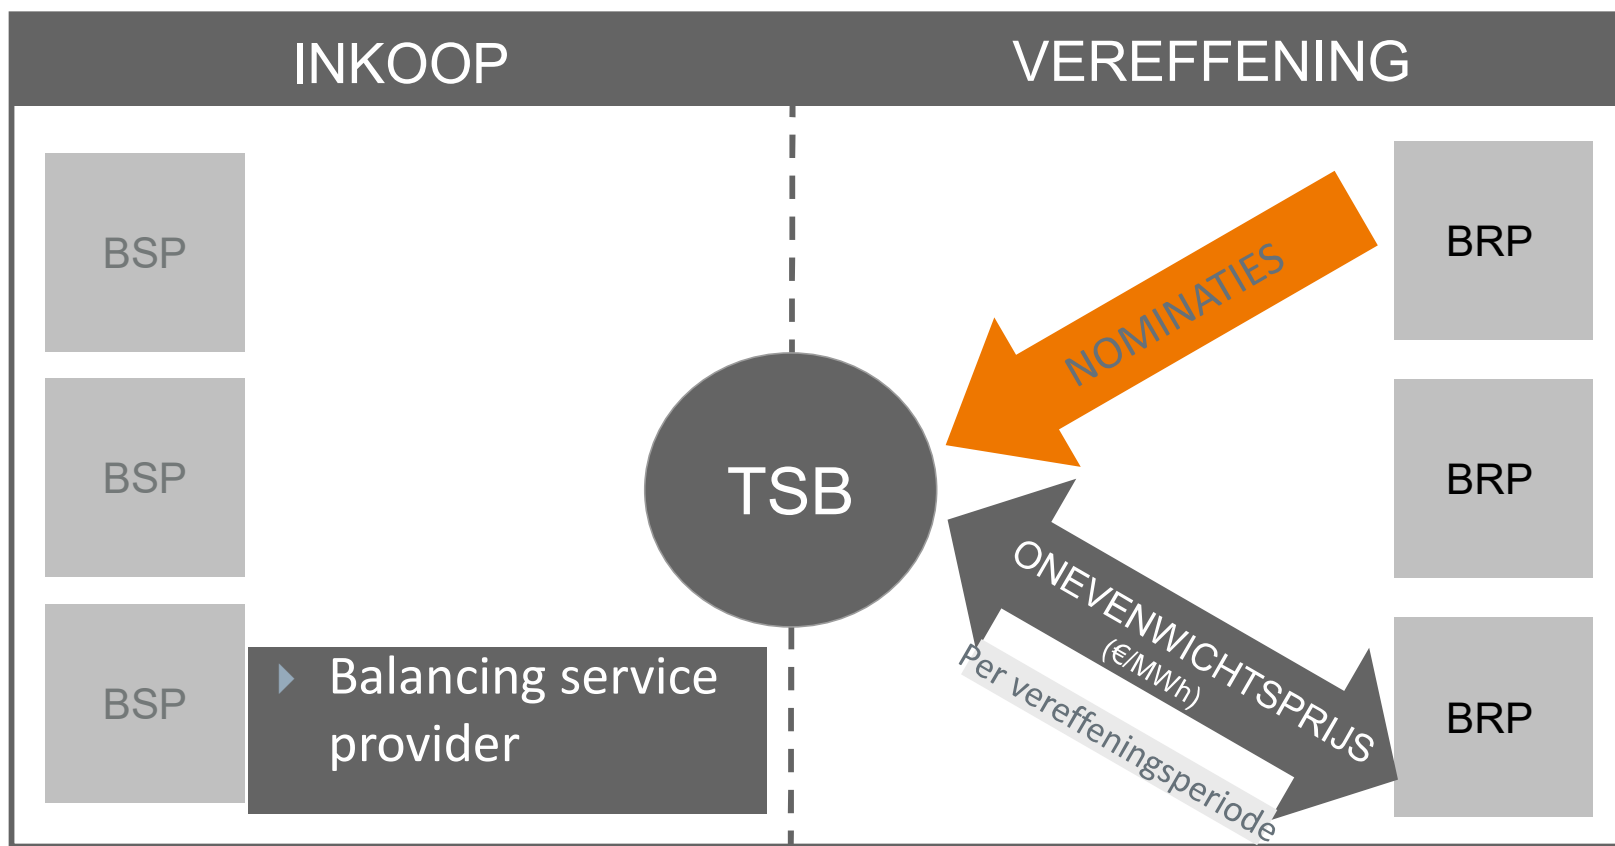 INKOOP
VEREFFENING
BSP
BSP
BSP
Balancing service
provider
TSB
NOMINATIES
ONEVENWICHTSPRIJS
(€/MWh)
Per vereffeningsperiode
BRP
BRP
BRP